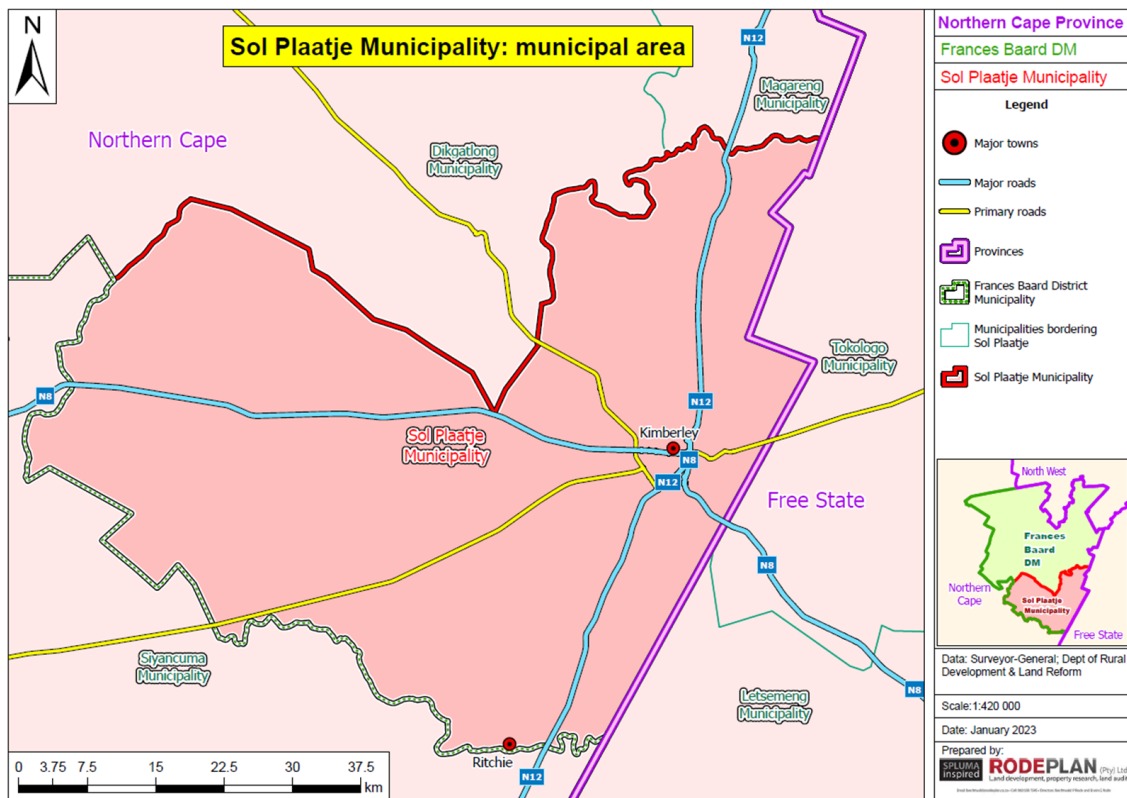 N
Sol Plaatje Municipality: municipal area
N12
Magareng
Municipality
Northern Cape
Dikgatlong
Municipality
Tokologo
Municipality
N8
N12
Kimberley
Sol Plaatje
Municipality
N8
N12
Free State
N8
Siyancuma
Municipality
Letsemeng
Municipality
N8
Ritchie
N12
0 3.75 7.5 15 22.5 30 37.5
km
Northern Cape Province
Frances Baard DM
Sol Plaatje Municipality
Legend
Major towns
Major roads
Primary roads
Provinces
Frances Baard District
Municipality
Municipalities bordering
Sol Plaatje
Sol Plaatje Municipality
North West
Frances
Baard
DM
Northern
Cape
Sol Plaatje
Municipality
Free State
Data: Surveyor-General; Dept of Rural
Development & Land Reform
Scale:1:420 000
Date: January 2023
Prepared by:
SPLUMA
inspired
RODEPLAN (Pty) Ltd
Land development, property research, land audit